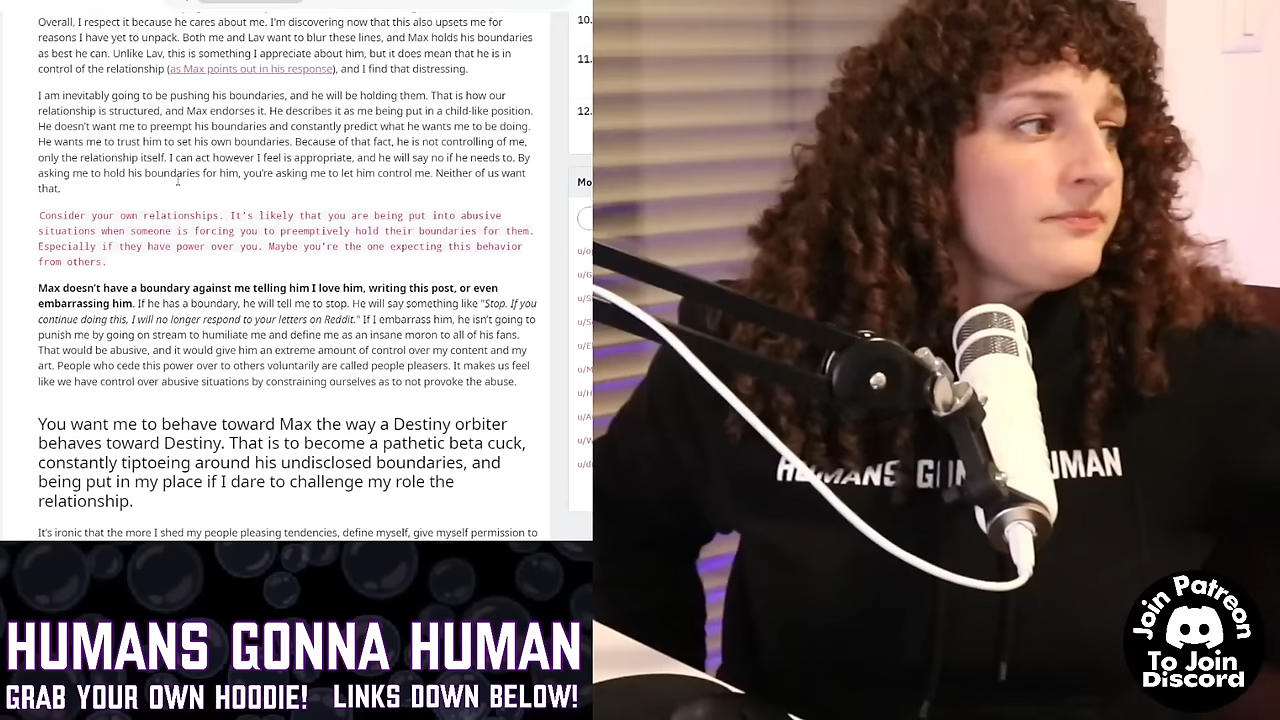 Overall, I respect it because he cares about me. I'm discovering now that this also upsets me for
reasons I have yet to unpack. Both me and Lav want to blur these lines, and Max holds his boundaries
as best he can. Unlike Lav, this is something I appreciate about him, but it does mean that he is in
control of the relationship (as Max points out in his response), and I find that distressing.
I am inevitably going to be pushing his boundaries, and he will be holding them. That is how our
relationship is structured, and Max endorses it. He describes it as me being put in a child-like position.
He doesn't want me to preempt his boundaries and constantly predict what he wants me to be doing.
He wants me to trust him to set his own boundaries. Because of that fact, he is not controlling of me,
only the relationship itself. I can act however I feel is appropriate, and he will say no if he needs to. By
asking me to hold his boundaries for him, you're asking me to let him control me. Neither of us want
that.
Consider your own relationships. It's likely that you are being put into abusive
situations when someone is forcing you to preemptively hold their boundaries for them.
Especially if they have power over you. Maybe you're the one expecting this behavior
from others.
Max doesn't have a boundary against me telling him I love him, writing this post, or even
embarrassing him. If he has a boundary, he will tell me to stop. He will say something like "Stop. If you
continue doing this, I will no longer respond to your letters on Reddit." If I embarrass him, he isn't going to
punish me by going on stream to humiliate me and define me as an insane moron to all of his fans.
That would be abusive, and it would give him an extreme amount of control over my content and my
art. People who cede this power over to others voluntarily are called people pleasers. It makes us feel
like we have control over abusive situations by constraining ourselves as to not provoke the abuse.
You want me to behave toward Max the way a Destiny orbiter
behaves toward Destiny. That is to become a pathetic beta cuck,
constantly tiptoeing around his undisclosed boundaries, and
being put in my place if I dare to challenge my role the
relationship.
It's ironic that the more I shed my people pleasing tendencies, define myself, give myself permission to
10.
11.
12.
Mo
u/G
u/S
u/S
u/E
u/M
u/H
u/A
u/W
u/d
HUMANS GONNA HUMAN
GRAB YOUR OWN HOODIE! LINKS DOWN BELOW!
HUMANS GON UMAN
Join Patreon
To Join
Discord